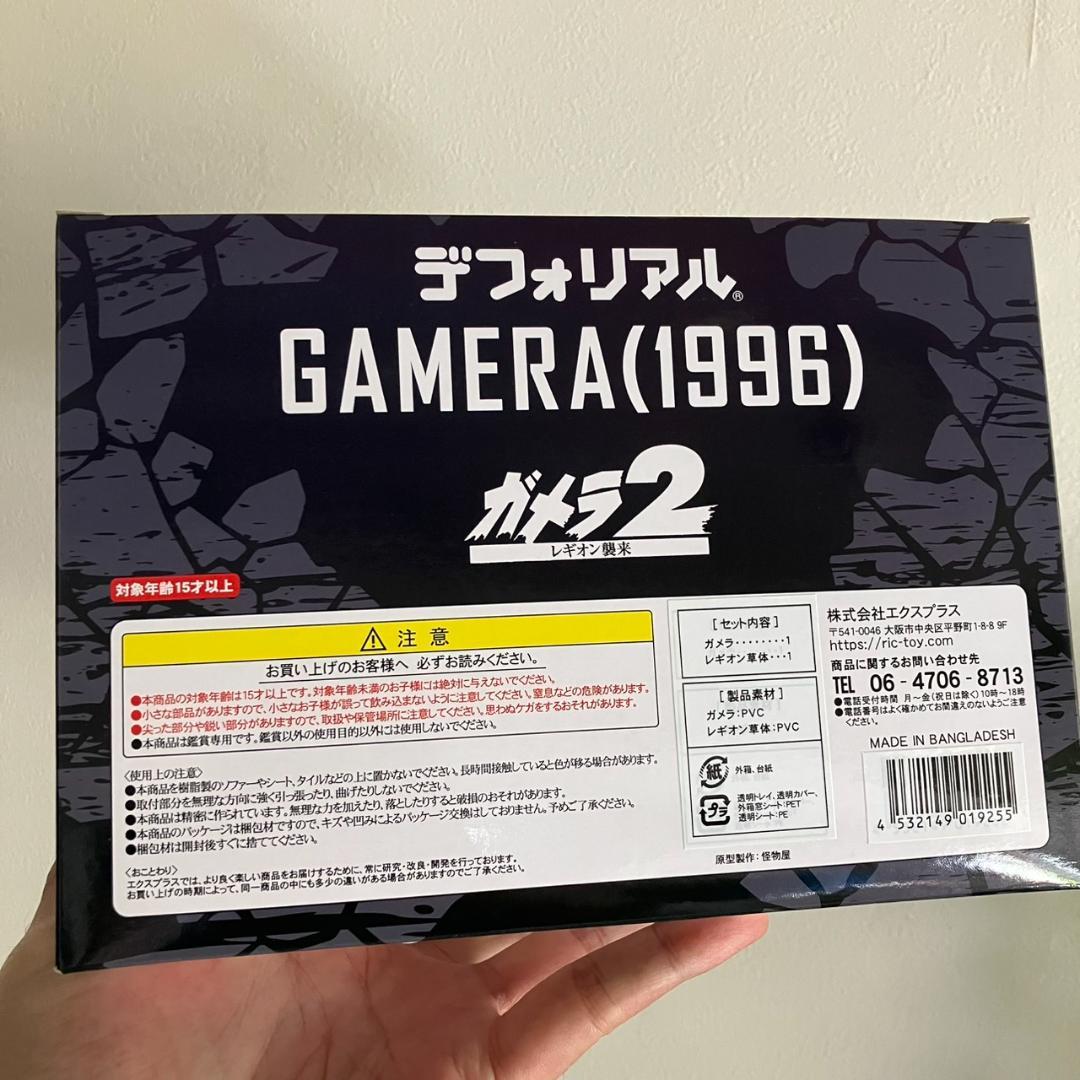 デフォリアル®
GAMERA(1996)
ガメラ2
レギオン襲来
対象年齢15才以上
⚠ 注意
お買い上げのお客様へ 必ずお読みください。
●本商品の対象年齢は15才以上です。対象年齢未満のお子様には絶対に与えないでください。
●小さな部品がありますので、小さなお子様が誤って飲み込まないように注意してください。窒息などの危険があります。
●尖った部分や鋭い部分がありますので、取扱や保管場所に注意してください。思わぬケガをするおそれがあります。
●本商品は鑑賞専用です。鑑賞以外の使用目的以外には使用しないでください。
〈使用上の注意〉
●本商品を樹脂製のソファーやシート、タイルなどの上に置かないでください。長時間接触していると色が移る場合があります。
●取付部分を無理な方向に強く引っ張ったり、曲げたりしないでください。
●本商品は精密に作られています。無理な力を加えたり、落としたりすると破損のおそれがあります。
●本商品のパッケージは梱包材ですので、キズや凹みによるパッケージ交換はしておりません。予めご了承ください。
●梱包材は開封後すぐに捨ててください。
〈おことわり〉
エクスプラスでは、より良く楽しい商品をお届けするために、常に研究・改良・開発を行っております。
お買い上げの時期によって、同一商品の中にも多少の違いがある場合がありますのでご了承ください。
[セット内容]
ガメラ········1
レギオン草体···1
[製品素材]
ガメラ:PVC
レギオン草体:PVC
紙
外箱、台紙
プラ
透明トレイ、透明カバー、
外箱窓シート:PET
透明シート:PE
原型製作:怪物屋
株式会社エクスプラス
〒541-0046 大阪市中央区平野町1-8-8 9F
https://ric-toy.com
商品に関するお問い合わせ先
TEL 06-4706-8713
●電話受付時間 月〜金(祝日は除く)10時〜18時
●電話番号はよく確かめてお間違えのないようご注意
ください。
MADE IN BANGLADESH
4 532149 019255